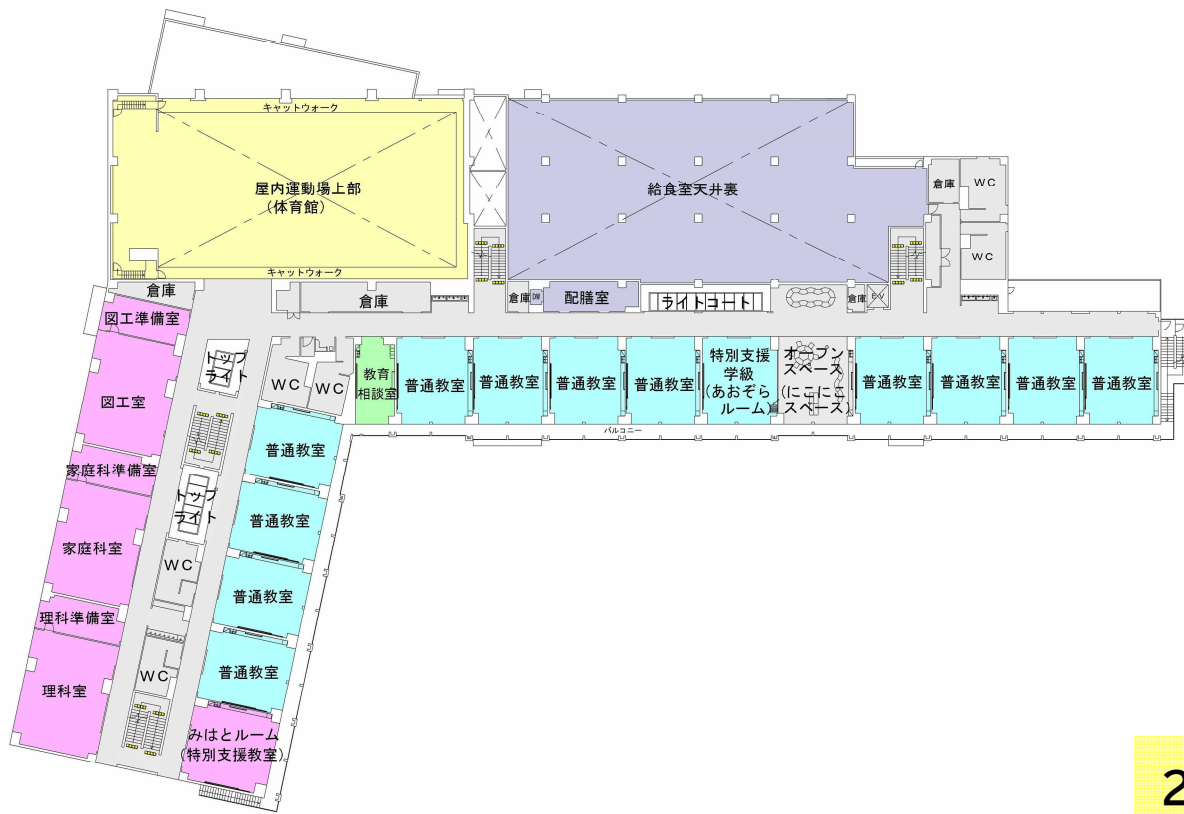 キャットウォーク
屋内運動場上部
（体育館）
キャットウォーク
給食室天井裏
倉庫
WC
WC
倉庫
倉庫
倉庫
DW
配膳室
ライトコート
倉庫
EV
図工準備室
図工室
家庭科準備室
家庭科室
理科準備室
理科室
トップ
ライト
トップ
ライト
WC
WC
WC
WC
教育
相談室
普通教室
普通教室
普通教室
普通教室
特別支援
学級
（あおぞら
ルーム）
オープン
スペース
（にこにこ
スペース）
普通教室
普通教室
普通教室
普通教室
バルコニー
普通教室
普通教室
普通教室
普通教室
みはとルーム
（特別支援教室）
2